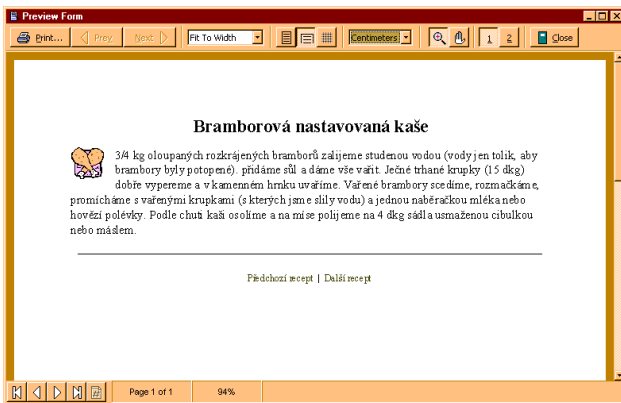 Preview Form
Print... Prev Next Fit To Width Centimeters 1 2 Close
Bramborová nastavovaná kaše
3/4 kg oloupaných rozkrájených bramborů zalijeme studenou vodou (vody jen tolik, aby
brambory byly potopené). přidáme sůl a dáme vše vařit. Ječné trhané krupky (15 dkg)
dobře vypereme a v kamenném hrnku uvaříme. Vařené brambory scedíme, rozmačkáme,
promícháme s vařenými krupkami (s kterých jsme slily vodu) a jednou naběračkou mléka nebo
hovězí polévky. Podle chuti kaši osolíme a na míse polijeme na 4 dkg sádla usmaženou cibulkou
nebo máslem.
Předchozí recept | Další recept
Page 1 of 1 94%